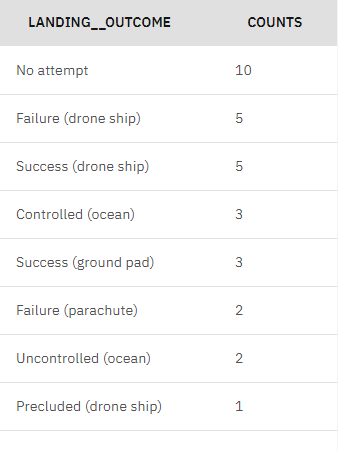 LANDING__OUTCOME COUNTS
No attempt 10
Failure (drone ship) 5
Success (drone ship) 5
Controlled (ocean) 3
Success (ground pad) 3
Failure (parachute) 2
Uncontrolled (ocean) 2
Precluded (drone ship) 1